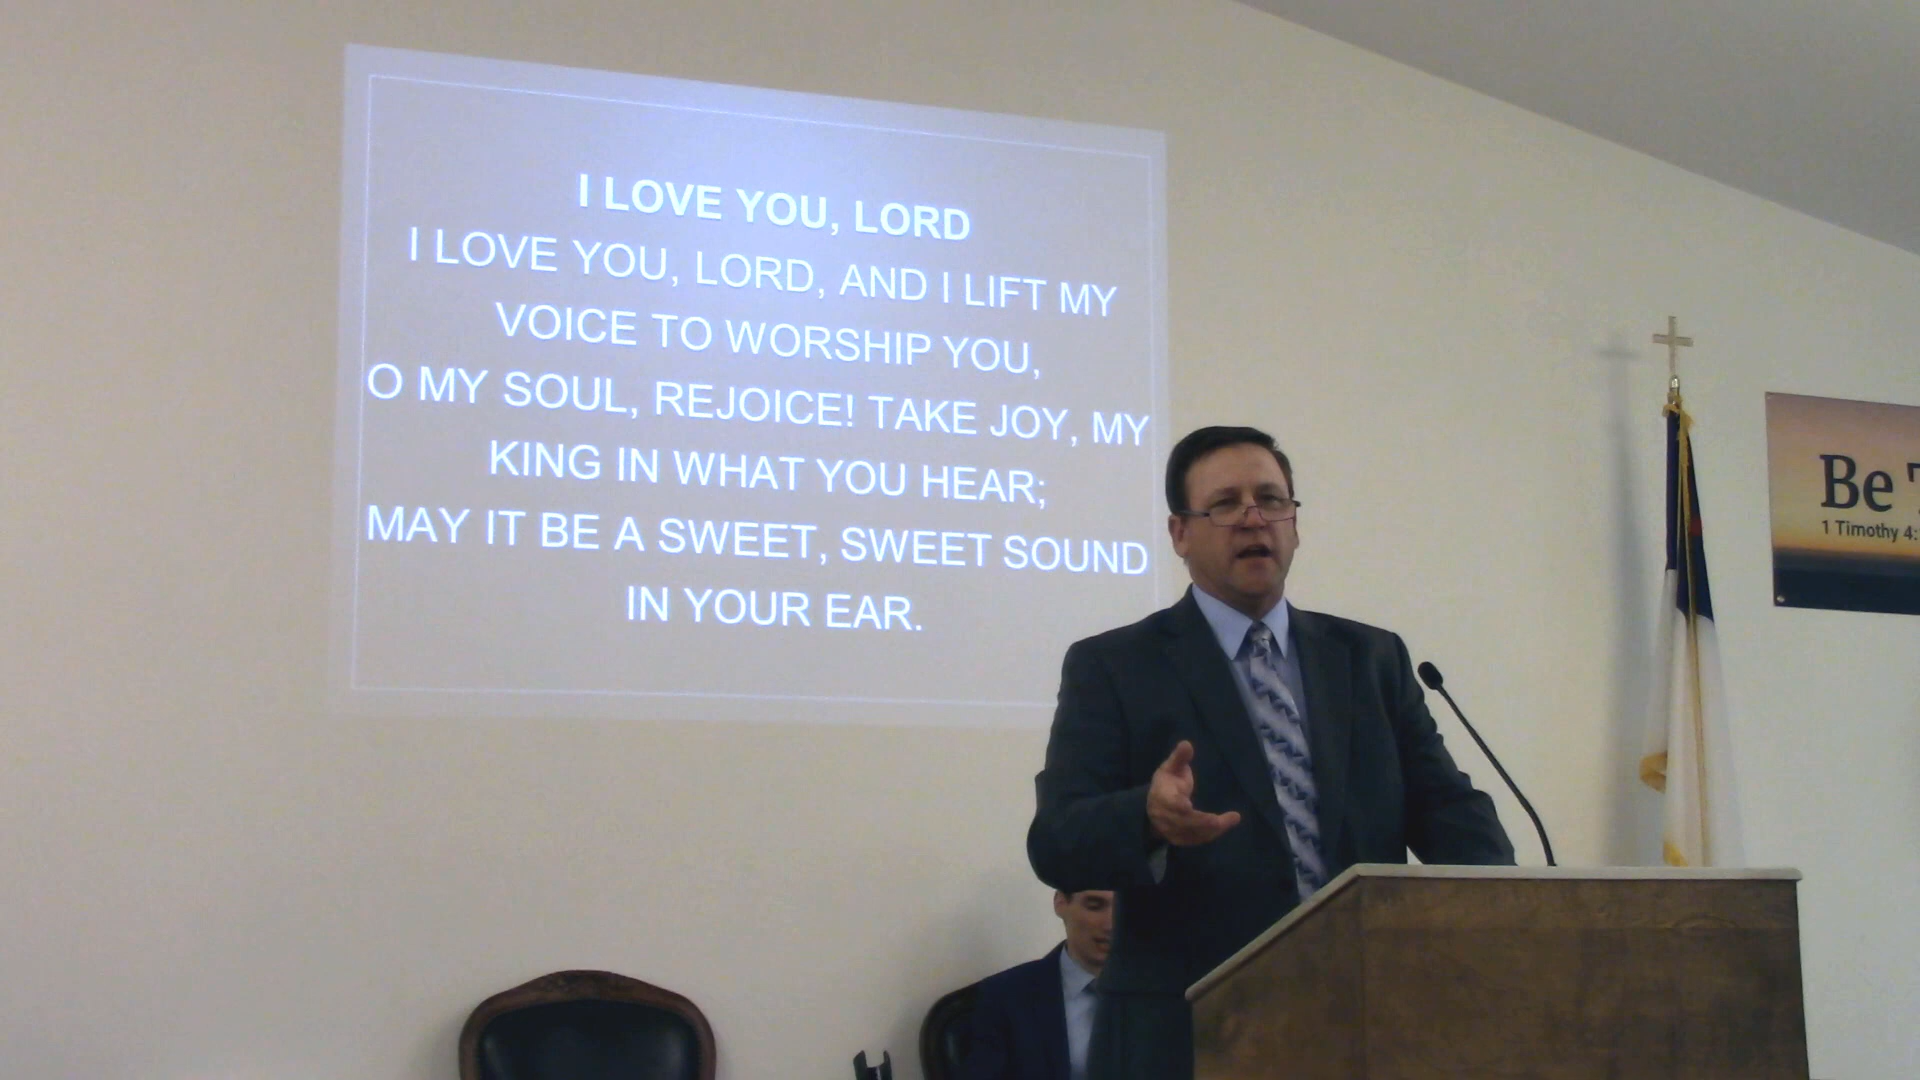 I LOVE YOU, LORD
I LOVE YOU, LORD, AND I LIFT MY
VOICE TO WORSHIP YOU,
O MY SOUL, REJOICE! TAKE JOY, MY
KING IN WHAT YOU HEAR;
MAY IT BE A SWEET, SWEET SOUND
IN YOUR EAR.
Be
1 Timothy 4: